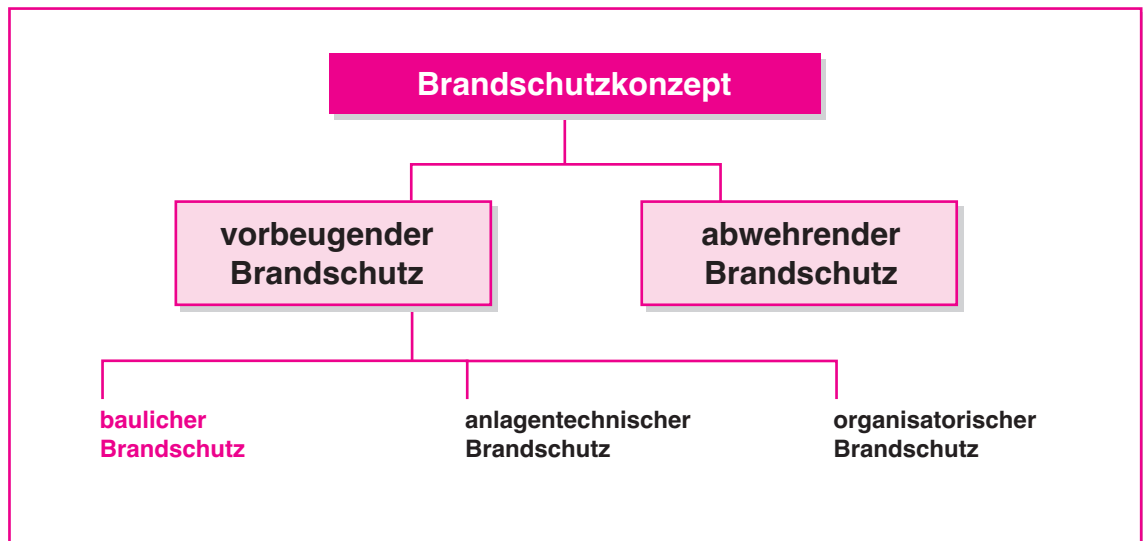 Brandschutzkonzept
vorbeugender
Brandschutz
abwehrender
Brandschutz
baulicher
Brandschutz
anlagentechnischer
Brandschutz
organisatorischer
Brandschutz